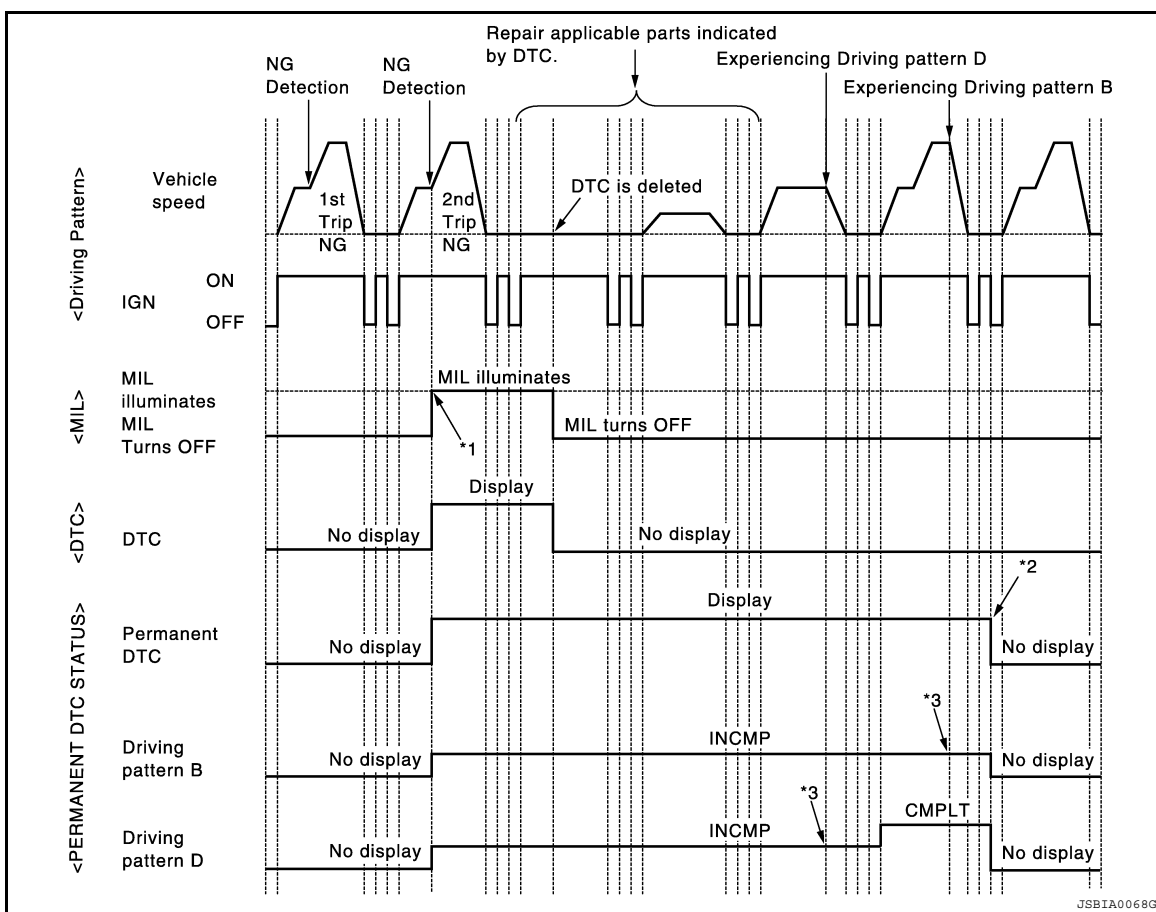 Repair applicable parts indicated
by DTC.
NG
Detection
NG
Detection
Experiencing Driving pattern D
Experiencing Driving pattern B
<Driving Pattern>
Vehicle
speed
1st
Trip
NG
2nd
Trip
NG
DTC is deleted
IGN
ON
OFF
<MIL>
MIL
illuminates
MIL
Turns OFF
MIL illuminates
*1
MIL turns OFF
<DTC>
DTC
No display
Display
No display
<PERMANENT DTC STATUS>
Permanent
DTC
No display
Display
*2
No display
Driving
pattern B
No display
INCMP
*3
No display
Driving
pattern D
No display
INCMP
*3
CMPLT
No display
JSBIA0068G